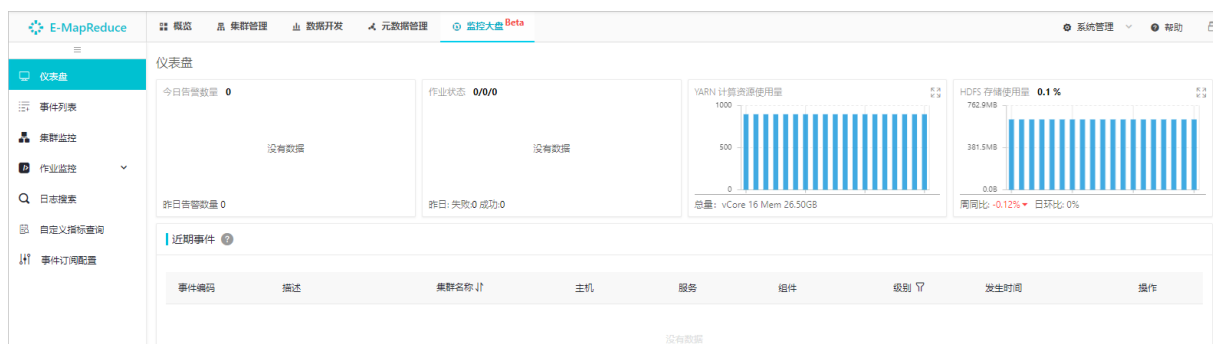 E-MapReduce 概览 集群管理 数据开发 元数据管理 监控大盘 Beta 系统管理 帮助
仪表盘
事件列表
集群监控
作业监控
日志搜索
自定义指标查询
事件订阅配置
仪表盘
今日告警数量 0
没有数据
昨日告警数量 0
作业状态 0/0/0
没有数据
昨日: 失败:0 成功:0
YARN 计算资源使用量
1000
500
0
总量: vCore 16 Mem 26.50GB
HDFS 存储使用量 0.1 %
762.9MB
381.5MB
0.0B
周同比: -0.12% 日环比: 0%
近期事件
事件编码 描述 集群名称 主机 服务 组件 级别 发生时间 操作
没有数据